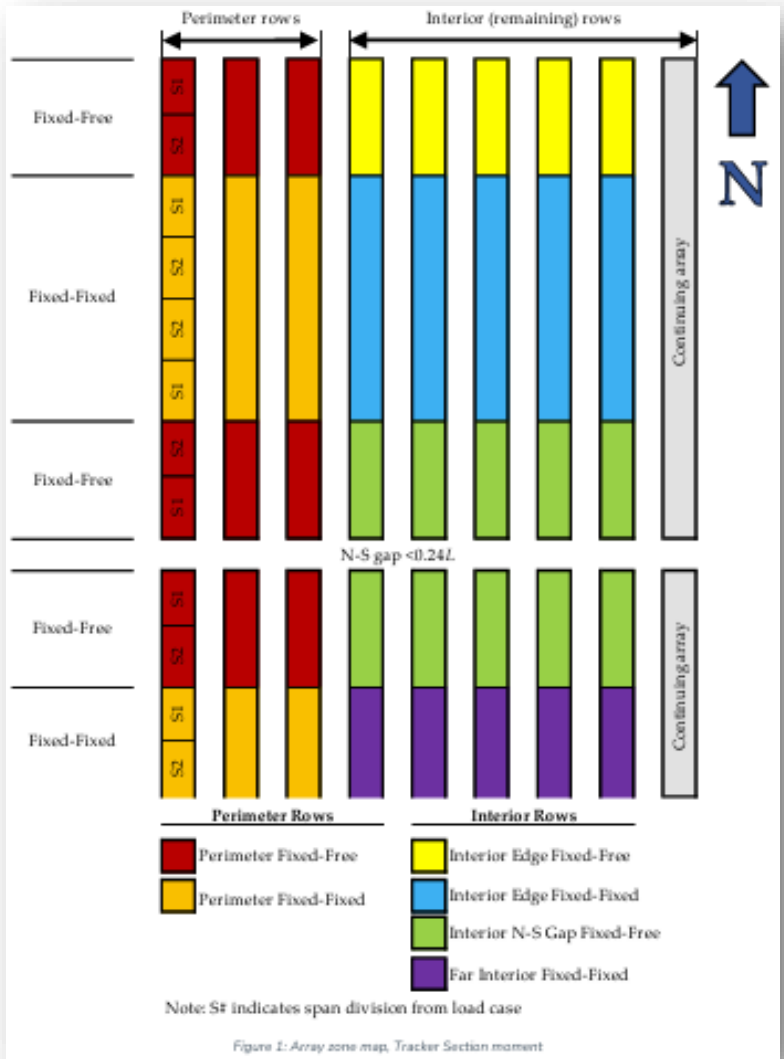 Perimeter rows
Interior (remaining) rows
Fixed-Free
S1
S2
N
Fixed-Fixed
S1
S2
S2
S1
Continuing array
Fixed-Free
S2
S1
N-S gap <0.24L
Fixed-Free
S1
S2
Continuing array
Fixed-Fixed
S1
S2
Perimeter Rows
Interior Rows
Perimeter Fixed-Free
Interior Edge Fixed-Free
Perimeter Fixed-Fixed
Interior Edge Fixed-Fixed
Interior N-S Gap Fixed-Free
Far Interior Fixed-Fixed
Note: S# indicates span division from load case
Figure 1: Array zone map, Tracker Section moment